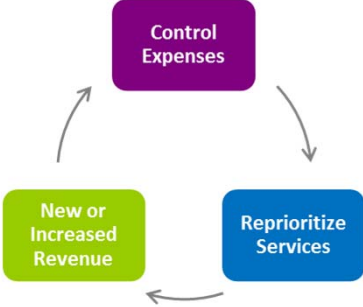 Control
Expenses
Reprioritize
Services
New or
Increased
Revenue